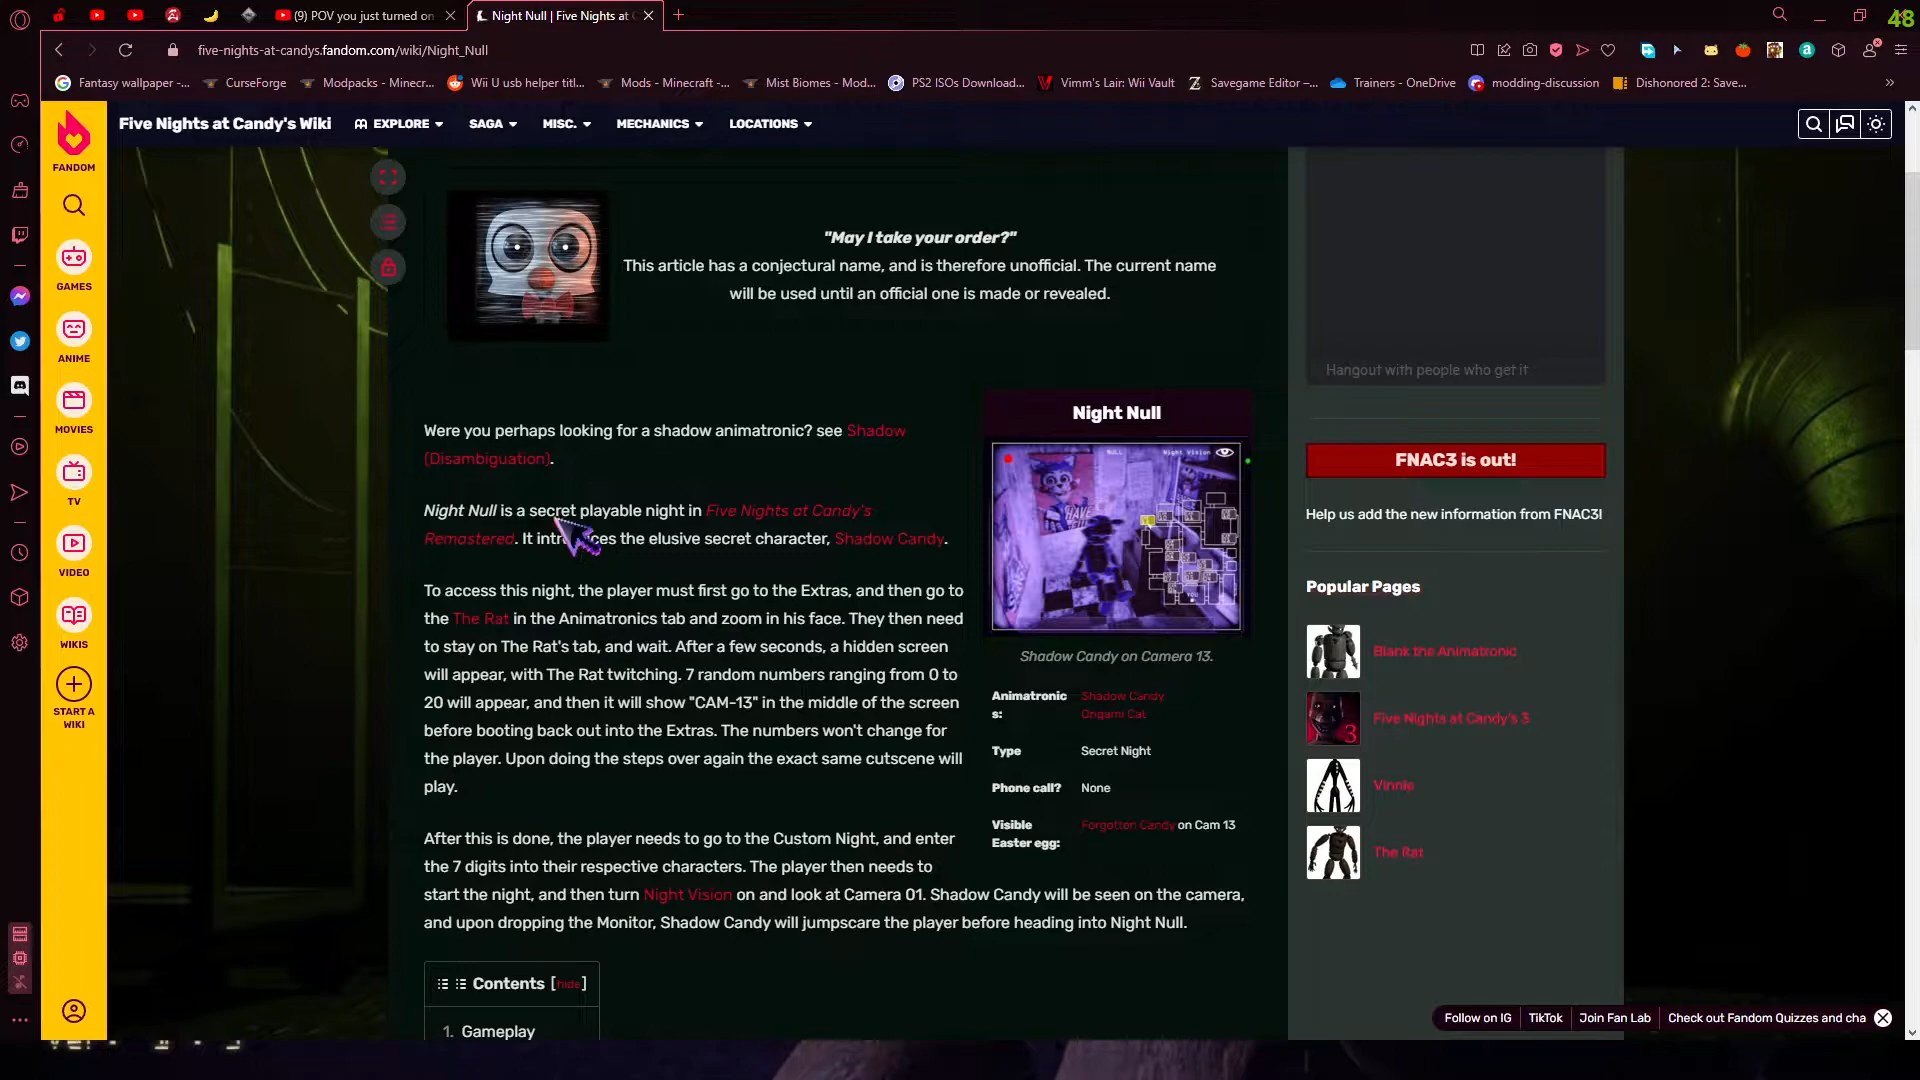 (9) POV you just turned on
Night Null | Five Nights at C
48
five-nights-at-candys.fandom.com/wiki/Night_Null
Fantasy wallpaper -...
CurseForge
Modpacks - Minecr...
Wii U usb helper titl...
Mods - Minecraft -...
Mist Biomes - Mod...
PS2 ISOs Download...
Vimm's Lair: Wii Vault
Savegame Editor –...
Trainers - OneDrive
modding-discussion
Dishonored 2: Save...
Five Nights at Candy's Wiki
EXPLORE
SAGA
MISC.
MECHANICS
LOCATIONS
FANDOM
GAMES
ANIME
MOVIES
TV
VIDEO
WIKIS
START A
WIKI
"May I take your order?"
This article has a conjectural name, and is therefore unofficial. The current name
will be used until an official one is made or revealed.
Were you perhaps looking for a shadow animatronic? see Shadow
(Disambiguation).
Night Null is a secret playable night in Five Nights at Candy's
Remastered. It introduces the elusive secret character, Shadow Candy.
To access this night, the player must first go to the Extras, and then go to
the The Rat in the Animatronics tab and zoom in his face. They then need
to stay on The Rat's tab, and wait. After a few seconds, a hidden screen
will appear, with The Rat twitching. 7 random numbers ranging from 0 to
20 will appear, and then it will show "CAM-13" in the middle of the screen
before booting back out into the Extras. The numbers won't change for
the player. Upon doing the steps over again the exact same cutscene will
play.
After this is done, the player needs to go to the Custom Night, and enter
the 7 digits into their respective characters. The player then needs to
start the night, and then turn Night Vision on and look at Camera 01. Shadow Candy will be seen on the camera,
and upon dropping the Monitor, Shadow Candy will jumpscare the player before heading into Night Null.
Contents [hide]
1. Gameplay
Night Null
NULL
Night Vision
YOU
Shadow Candy on Camera 13.
Animatronic
s:
Shadow Candy
Origami Cat
Type
Secret Night
Phone call?
None
Visible
Easter egg:
Forgotten Candy on Cam 13
Hangout with people who get it
FNAC3 is out!
Help us add the new information from FNAC3!
Popular Pages
Blank the Animatronic
Five Nights at Candy's 3
3
Vinnie
The Rat
Follow on IG
TikTok
Join Fan Lab
Check out Fandom Quizzes and cha